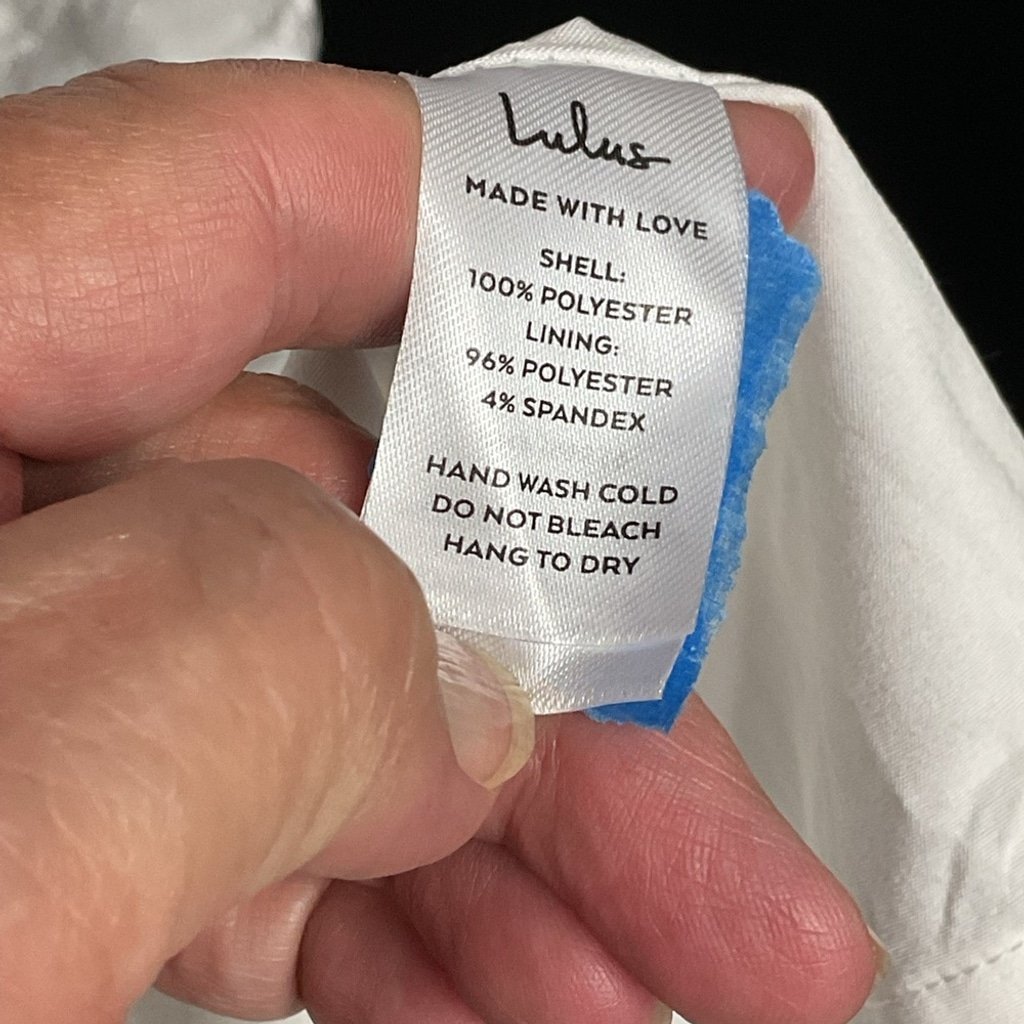 Lulus
MADE WITH LOVE
SHELL:
100% POLYESTER
LINING:
96% POLYESTER
4% SPANDEX
HAND WASH COLD
DO NOT BLEACH
HANG TO DRY